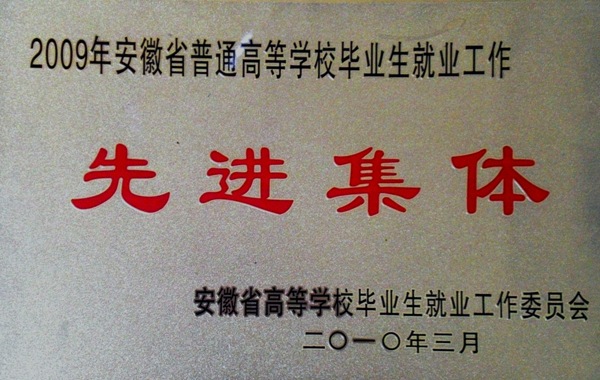 2009年安徽省普通高等学校毕业生就业工作
先进集体
安徽省高等学校毕业生就业工作委员会
二〇一〇年三月